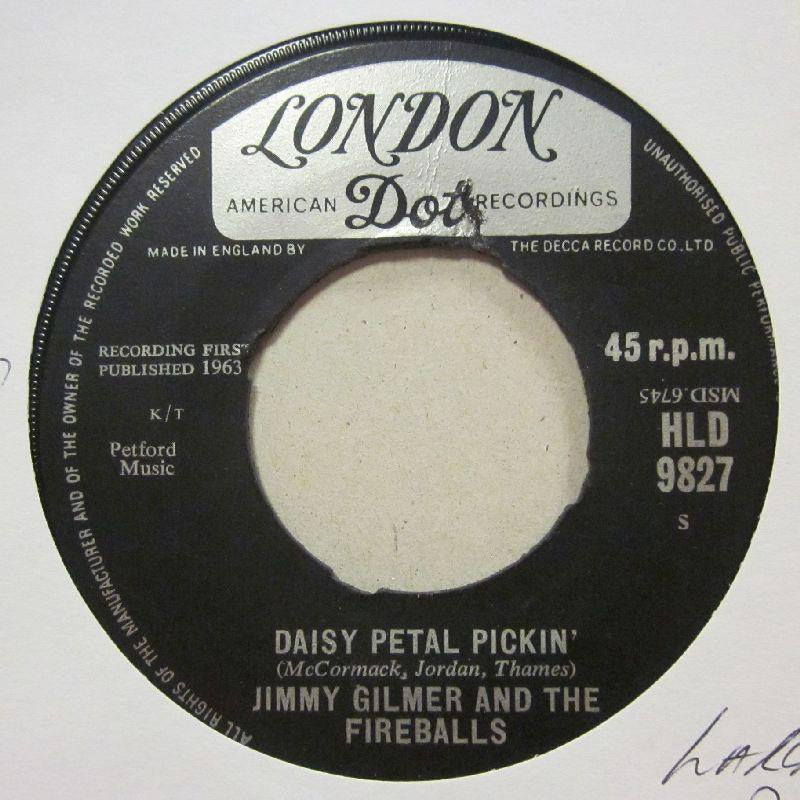 LONDON
AMERICAN Dot RECORDINGS
MADE IN ENGLAND BY THE DECCA RECORD CO., LTD.
ALL RIGHTS OF THE MANUFACTURER AND OF THE OWNER OF THE RECORDED WORK RESERVED
UNAUTHORISED PUBLIC PERFORMANCE
RECORDING FIRST
PUBLISHED 1963
K/T
Petford
Music
45 r.p.m.
MSD.6745
HLD
9827
S
DAISY PETAL PICKIN'
(McCormack, Jordan, Thames)
JIMMY GILMER AND THE
FIREBALLS